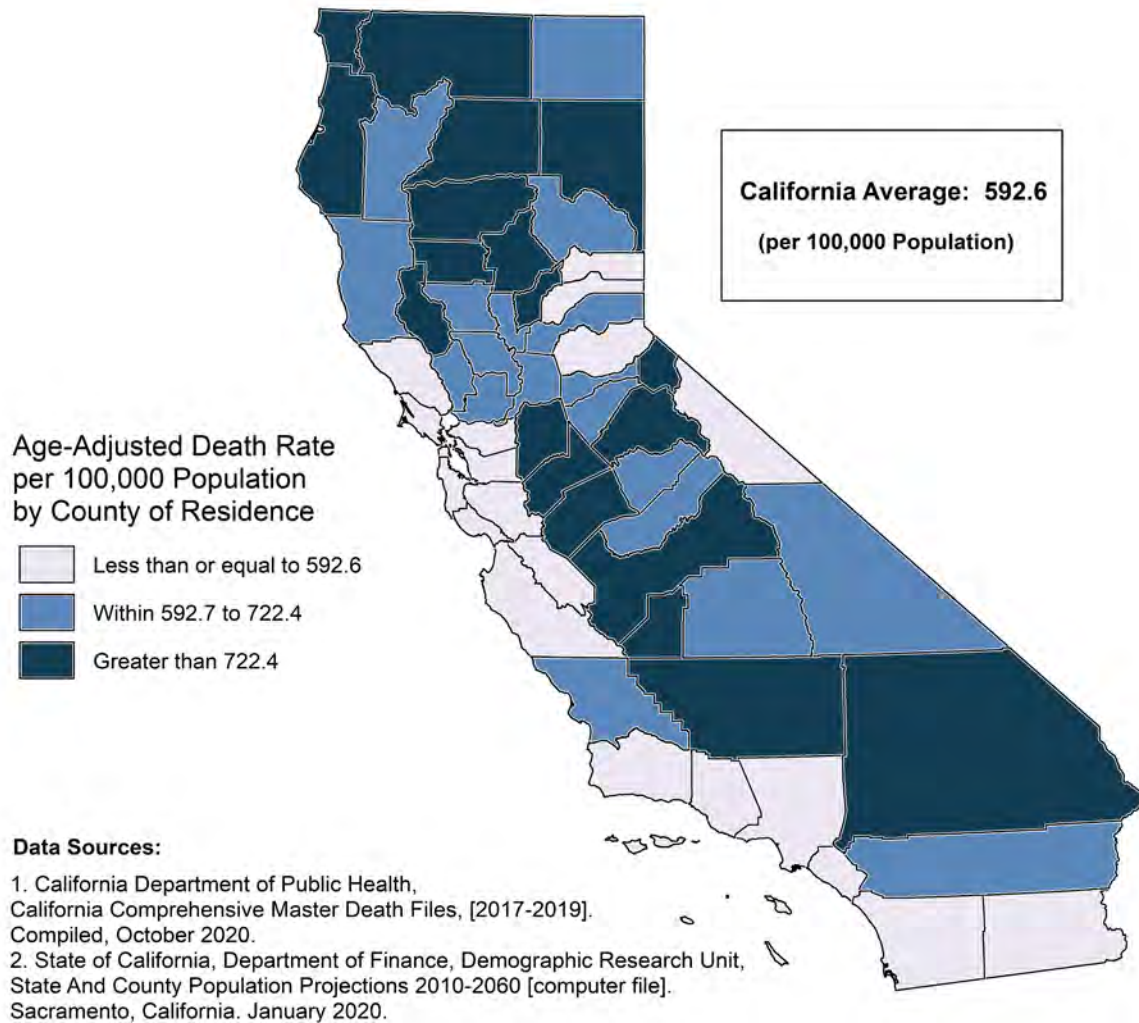 California Average: 592.6
(per 100,000 Population)
Age-Adjusted Death Rate
per 100,000 Population
by County of Residence
Less than or equal to 592.6
Within 592.7 to 722.4
Greater than 722.4
Data Sources:
1. California Department of Public Health,
California Comprehensive Master Death Files, [2017-2019].
Compiled, October 2020.
2. State of California, Department of Finance, Demographic Research Unit,
State And County Population Projections 2010-2060 [computer file].
Sacramento, California. January 2020.